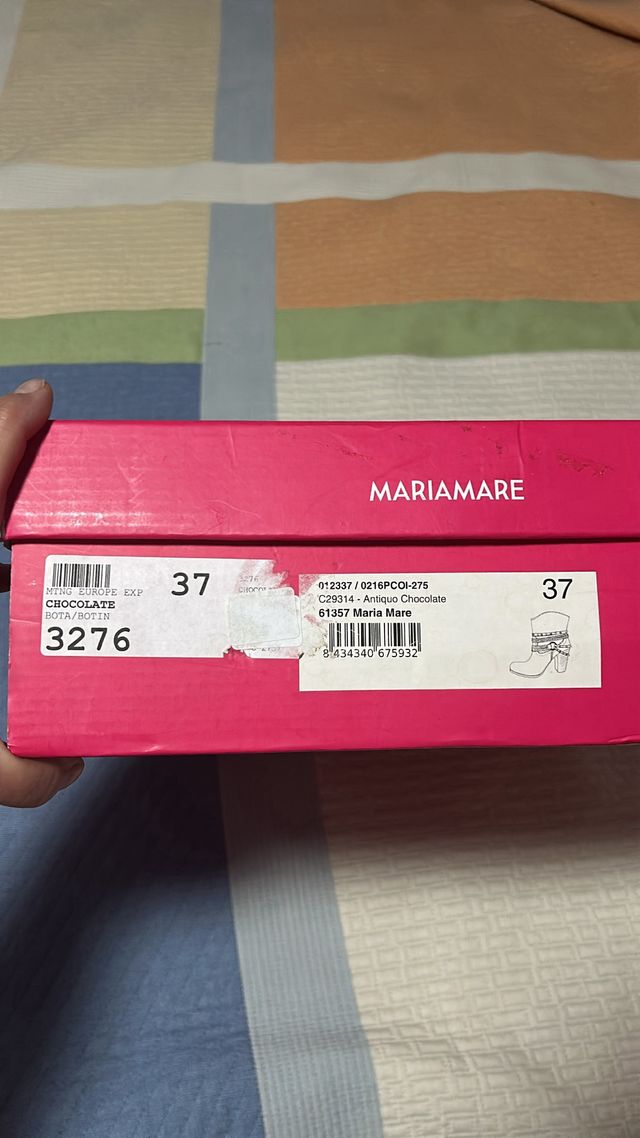 MARIAMARE
MTNG EUROPE EXP
37
CHOCOLATE
BOTA/BOTIN
3276
3276
012337 / 0216PCOI-275
37
C29314 - Antiquo Chocolate
61357 Maria Mare
8 434340 675932